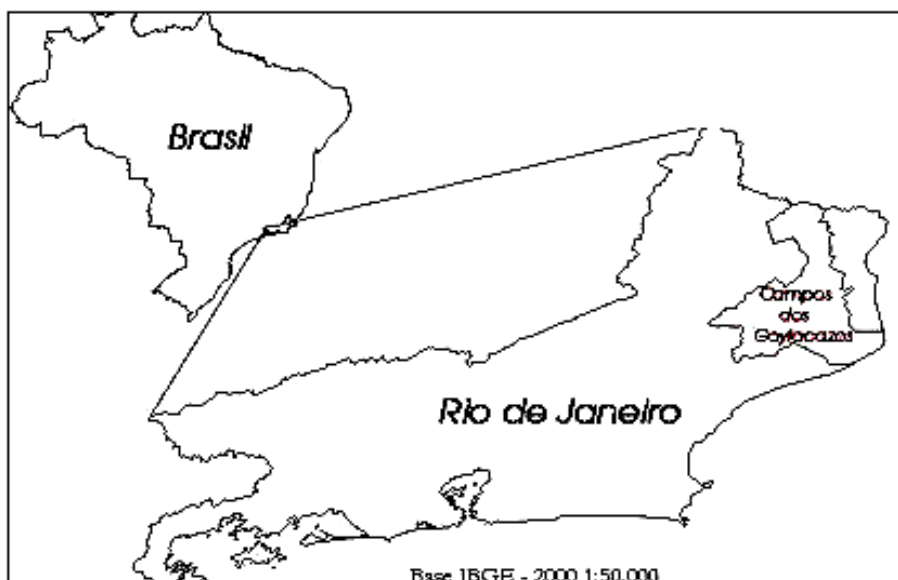 Brasil
Campos
dos
Goytacazes
Rio de Janeiro
Base IBGE - 2000 1:50.000